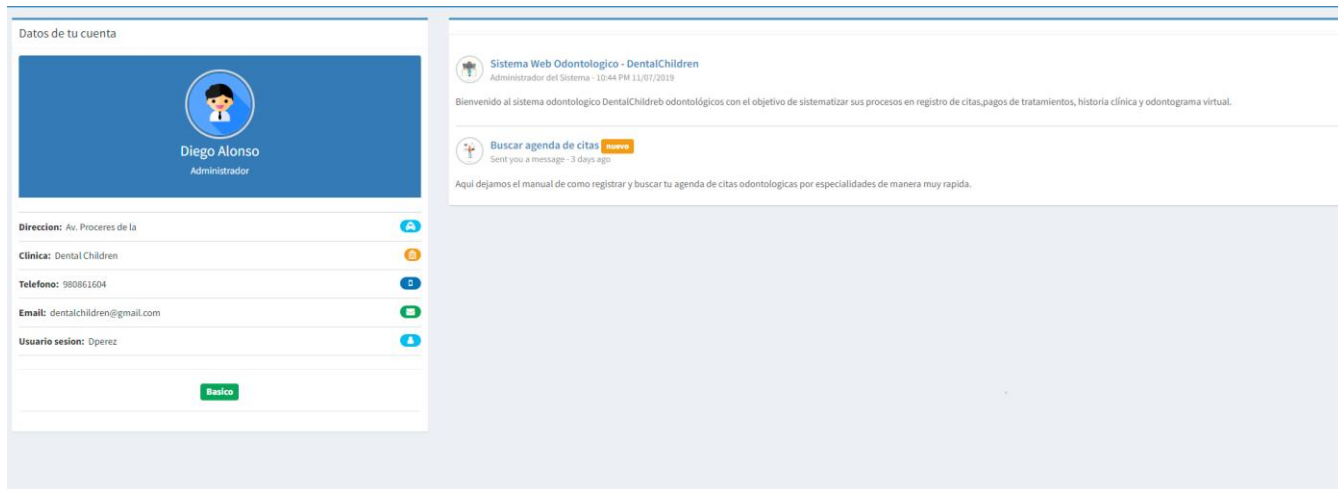 Datos de tu cuenta
Diego Alonso
Administrador
Direccion: Av. Proceres de la
Clinica: Dental Children
Telefono: 980861604
Email: dentalchildren@gmail.com
Usuario sesion: Dperez
Basico
Sistema Web Odontologico - DentalChildren
Administrador del Sistema - 10:44 PM 11/07/2019
Bienvenido al sistema odontologico DentalChildreb odontológicos con el objetivo de sistematizar sus procesos en registro de citas,pagos de tratamientos, historia clínica y odontograma virtual.
Buscar agenda de citas nuevo
Sent you a message - 3 days ago
Aqui dejamos el manual de como registrar y buscar tu agenda de citas odontologicas por especialidades de manera muy rapida.